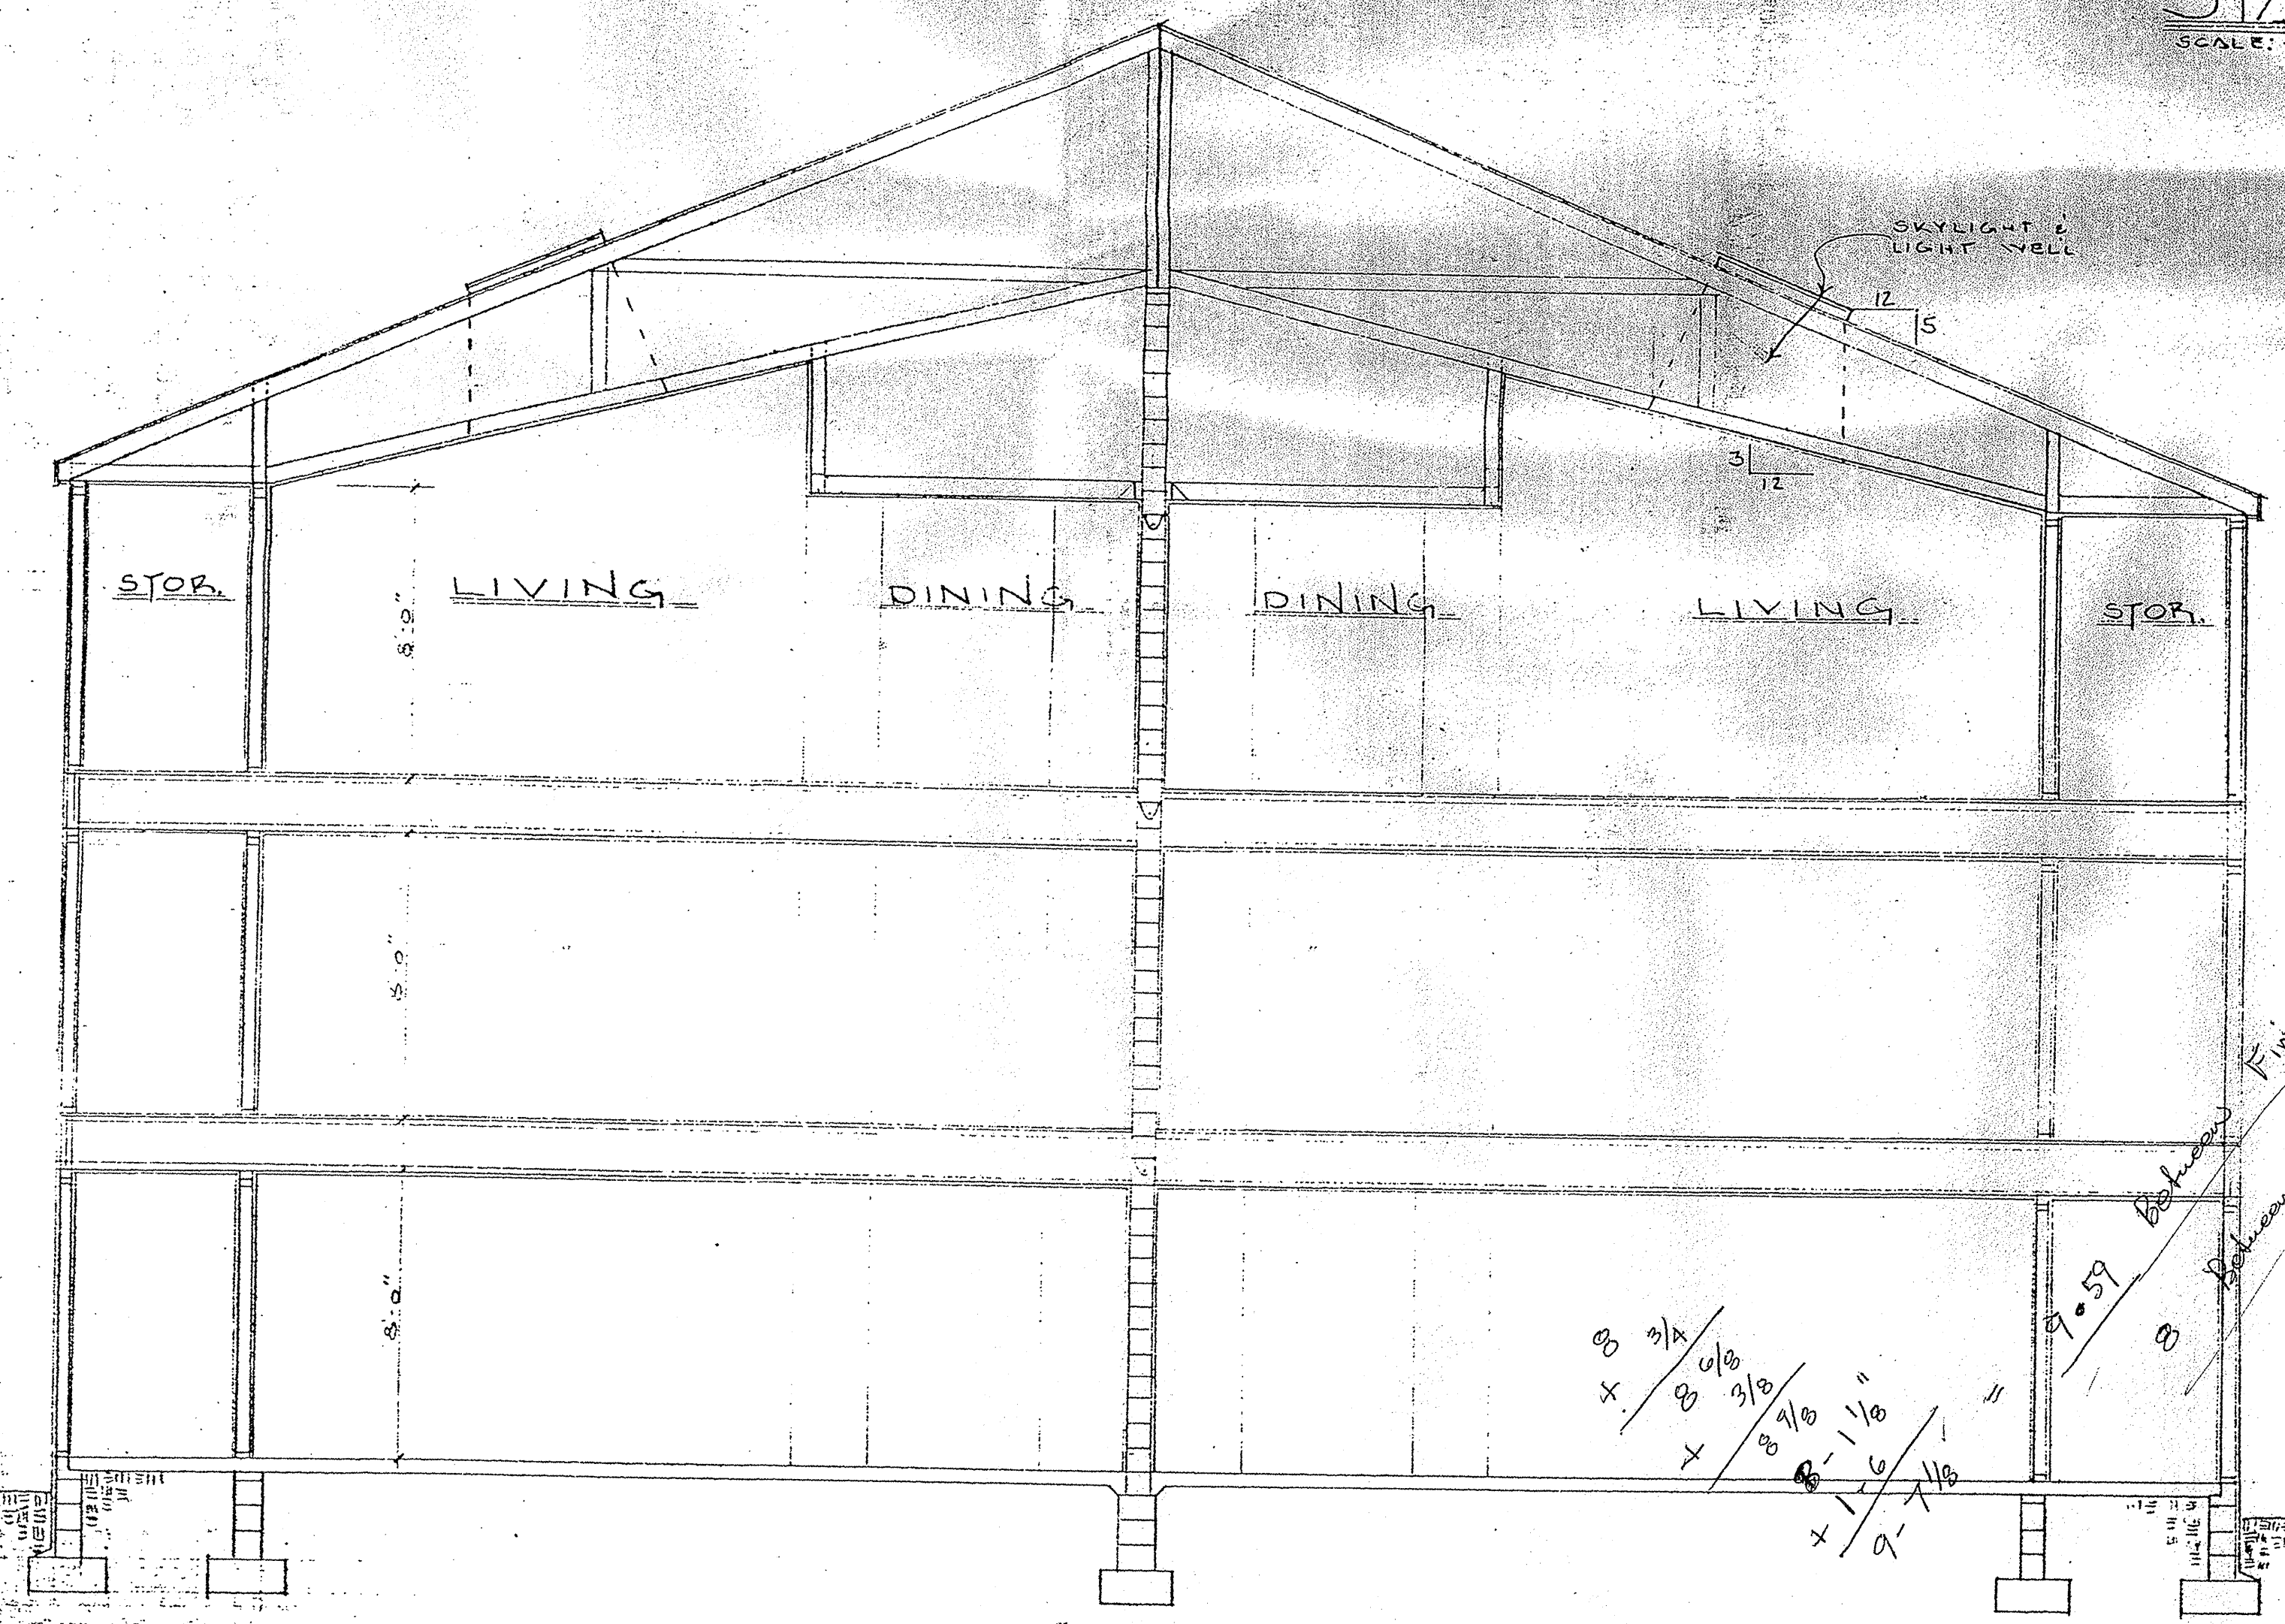 SCALE:
SKYLIGHT &
LIGHT WELL
12
5
3
12
STOR.
LIVING
DINING
DINING
LIVING
STOR.
8'-0"
8'-0"
8'-0"
Between
Between
9.59
8
8 3/4
+
8 6/8
3/8
+
8 9/8
8- 1 1/8"
+ 1-6
9- 7 1/8
"